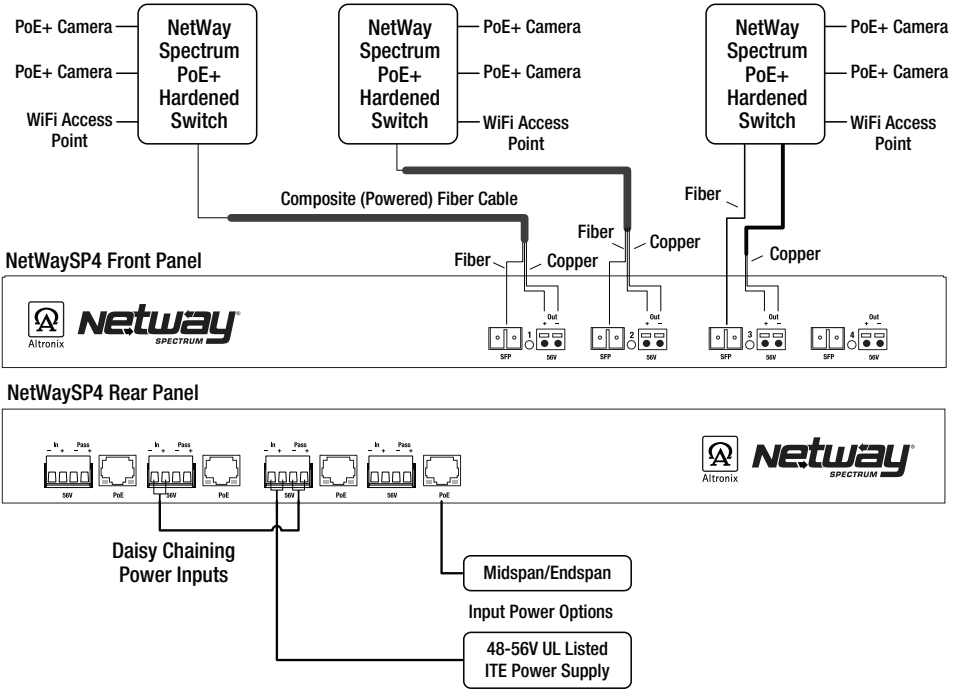 PoE+ Camera
PoE+ Camera
WiFi Access
Point
NetWay
Spectrum
PoE+
Hardened
Switch
NetWay
Spectrum
PoE+
Hardened
Switch
PoE+ Camera
PoE+ Camera
WiFi Access
Point
NetWay
Spectrum
PoE+
Hardened
Switch
PoE+ Camera
PoE+ Camera
WiFi Access
Point
Composite (Powered) Fiber Cable
Fiber
Copper
Fiber
Copper
Fiber
Copper
NetWaySP4 Front Panel
Altronix
Netway®
SPECTRUM
Out
1 + −
SFP 56V
Out
2 + −
SFP 56V
Out
3 + −
SFP 56V
Out
4 + −
SFP 56V
NetWaySP4 Rear Panel
In Pass
− + − +
56V PoE
In Pass
− + − +
56V PoE
In Pass
− + − +
56V PoE
In Pass
− + − +
56V PoE
Altronix
Netway®
SPECTRUM
Daisy Chaining
Power Inputs
Midspan/Endspan
Input Power Options
48-56V UL Listed
ITE Power Supply